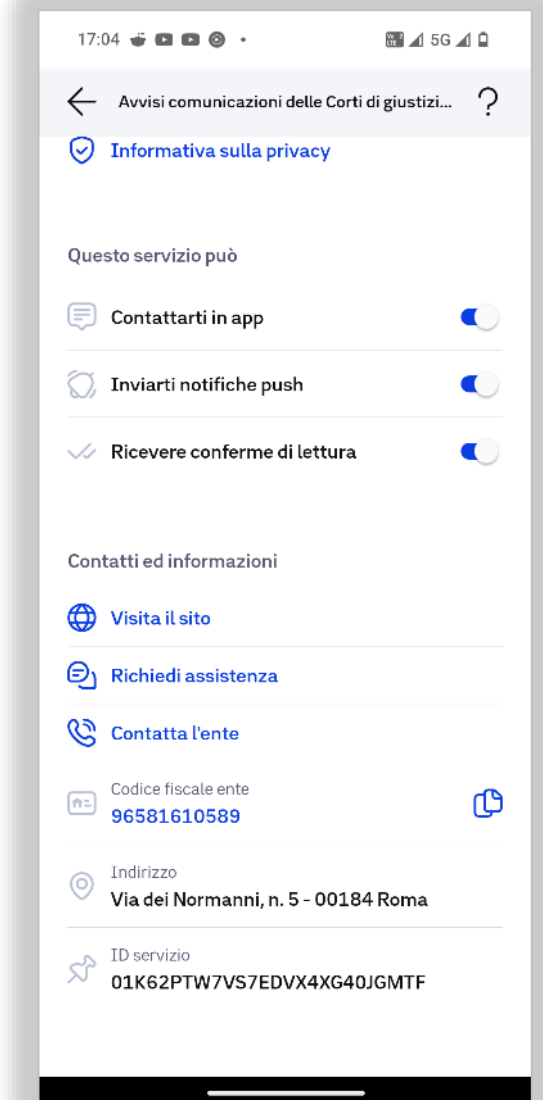 17:04
5G
Avvisi comunicazioni delle Corti di giustizi... ?
Informativa sulla privacy
Questo servizio può
Contattarti in app
Inviarti notifiche push
Ricevere conferme di lettura
Contatti ed informazioni
Visita il sito
Richiedi assistenza
Contatta l'ente
Codice fiscale ente
96581610589
Indirizzo
Via dei Normanni, n. 5 - 00184 Roma
ID servizio
01K62PTW7VS7EDVX4XG40JGMTF